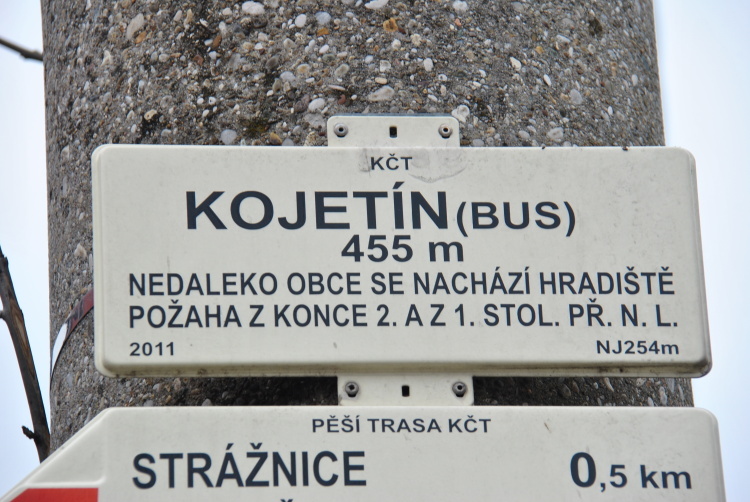 KČT
KOJETÍN (BUS)
455 m
NEDALEKO OBCE SE NACHÁZÍ HRADIŠTĚ
POŽAHA Z KONCE 2. A Z 1. STOL. PŘ. N. L.
2011 NJ254m
PĚŠÍ TRASA KČT
STRÁŽNICE 0,5 km